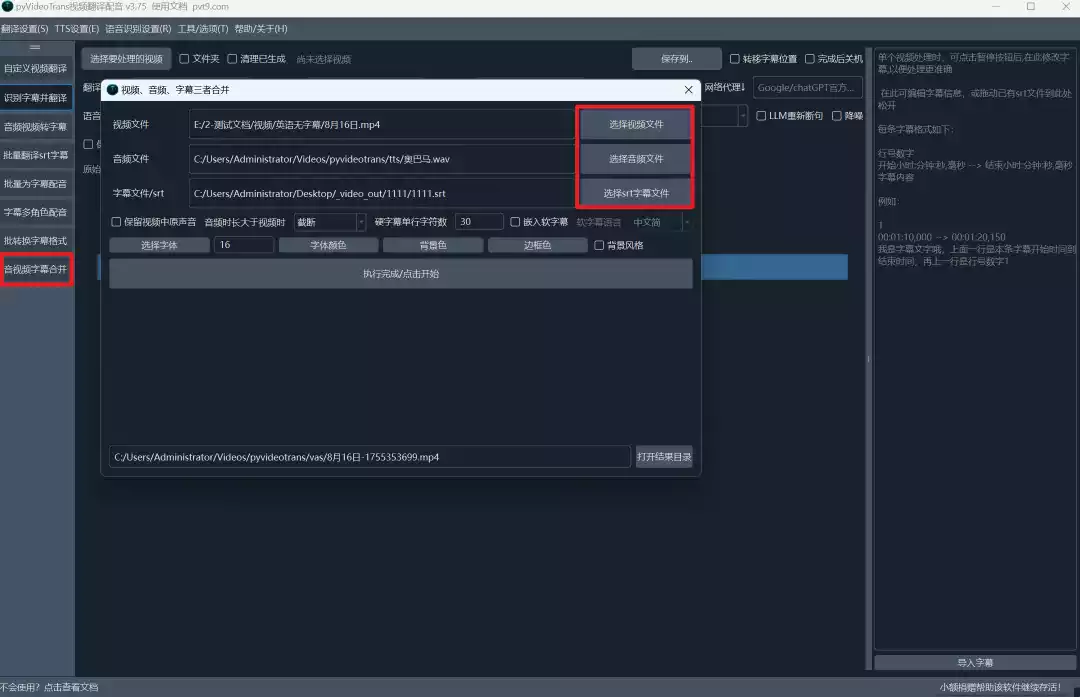 pyVideoTrans视频翻译配音 v3.75 使用文档 pvt9.com
翻译设置(S) TTS设置(E) 语音识别设置(R) 工具/选项(T) 帮助/关于(H)
自定义视频翻译
识别字幕并翻译
音频视频转字幕
批量翻译srt字幕
批量为字幕配音
字幕多角色配音
批转换字幕格式
音视频字幕合并
选择要处理的视频 文件夹 清理已生成 尚未选择视频 保存到.. 转移字幕位置 完成后关机
翻译
网络代理 Google/chatGPT官方...
语音
LLM重新断句 降噪
原始
视频、音频、字幕三者合并
视频文件 E:/2-测试文档/视频/英语无字幕/8月16日.mp4 选择视频文件
音频文件 C:/Users/Administrator/Videos/pyvideotrans/tts/奥巴马.wav 选择音频文件
字幕文件/srt C:/Users/Administrator/Desktop/_video_out/1111/1111.srt 选择srt字幕文件
保留视频中原声音 音频时长大于视频时 截断 硬字幕单行字符数 30 嵌入软字幕 软字幕语言 中文简
选择字体 16 字体颜色 背景色 边框色 背景风格
执行完成/点击开始
C:/Users/Administrator/Videos/pyvideotrans/vas/8月16日-1755353699.mp4 打开结果目录
单个视频处理时，可点击暂停按钮后,在此修改字
幕,以便处理更准确
在此可编辑字幕信息，或拖动已有srt文件到此处
松开
每条字幕格式如下：
行号数字
开始小时:分钟:秒,毫秒 --> 结束小时:分钟:秒,毫秒
字幕内容
例如:
1
00:01:10,000 --> 00:01:20,150
我是字幕文字哦，上面一行是本条字幕开始时间到
结束时间，再上一行是行号数字1
导入字幕
不会使用？点击查看文档
小额捐赠帮助该软件继续存活！